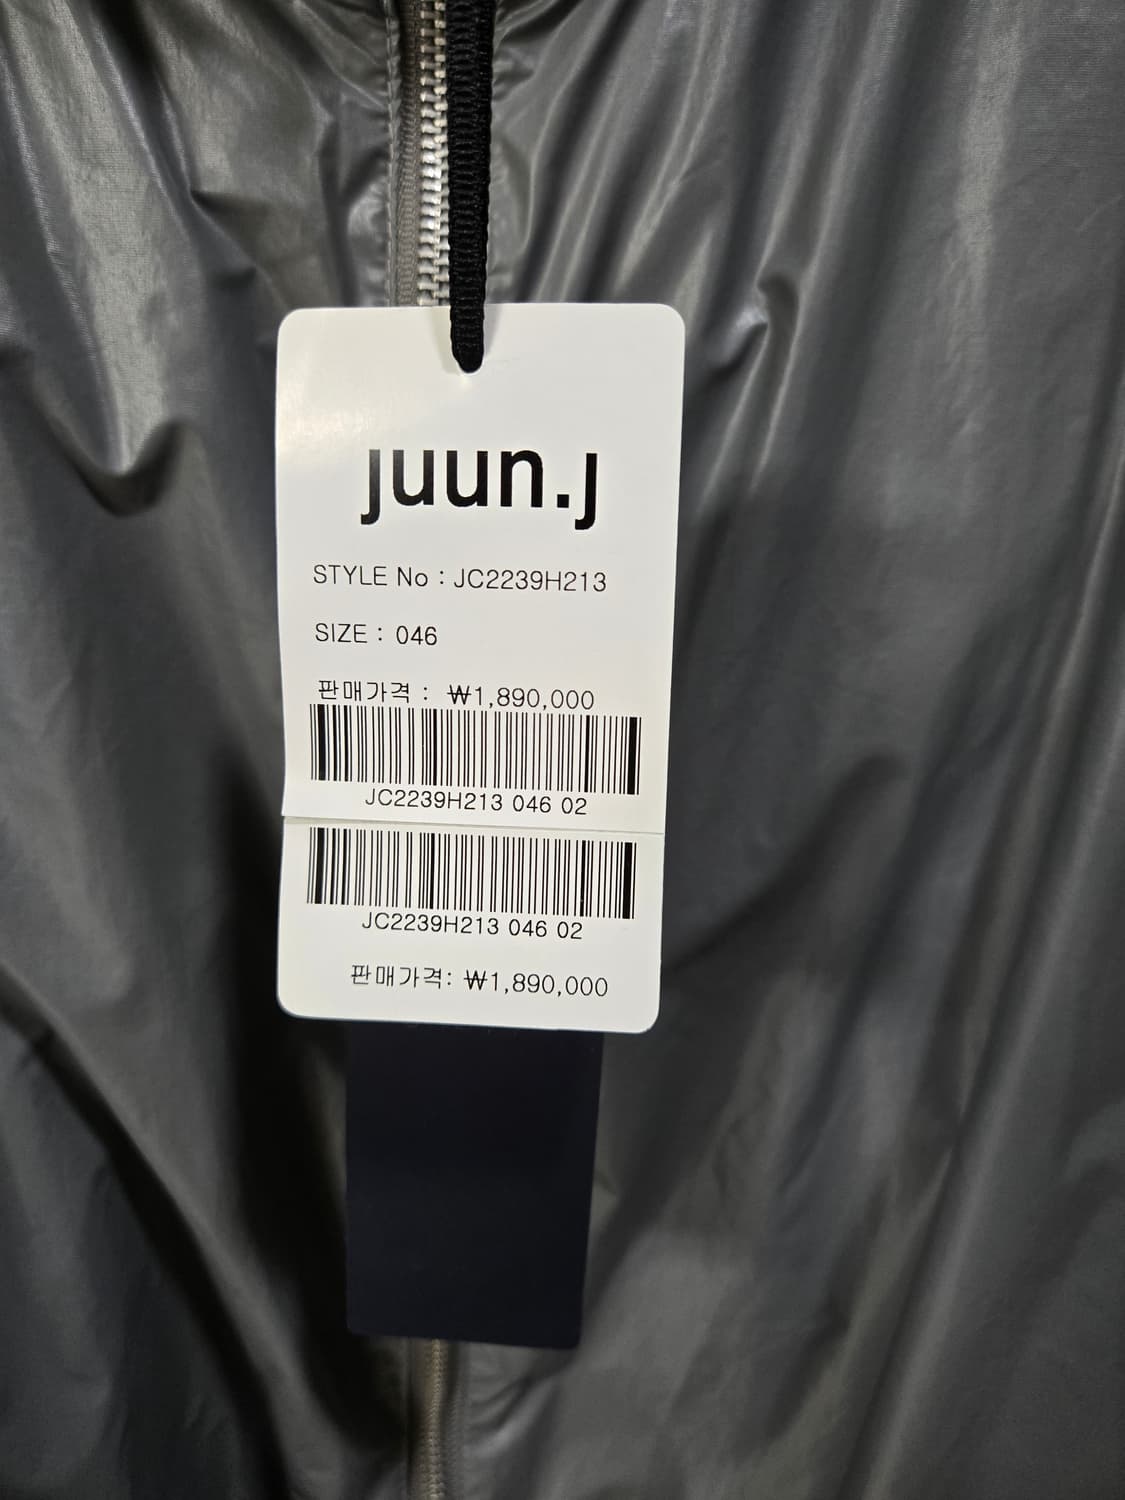 juun.j
STYLE No : JC2239H213
SIZE : 046
판매가격 : ₩1,890,000
JC2239H213 046 02
JC2239H213 046 02
판매가격: ₩1,890,000